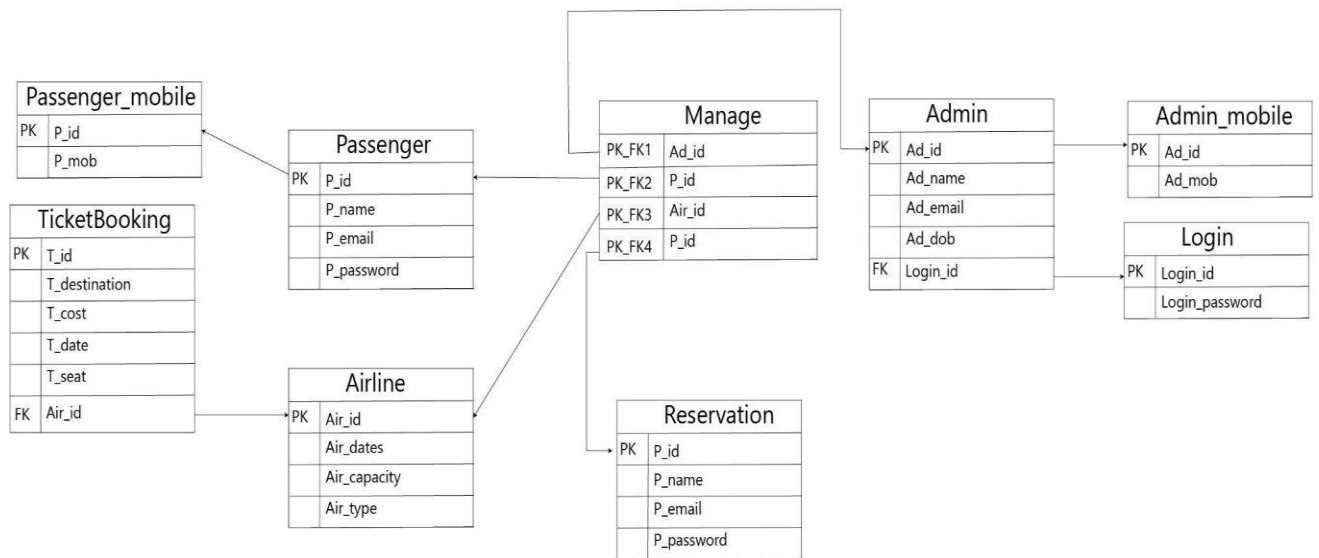 Passenger_mobile
PK P_id
P_mob
TicketBooking
PK T_id
T_destination
T_cost
T_date
T_seat
FK Air_id
Passenger
PK P_id
P_name
P_email
P_password
Airline
PK Air_id
Air_dates
Air_capacity
Air_type
Manage
PK_FK1 Ad_id
PK_FK2 P_id
PK_FK3 Air_id
PK_FK4 P_id
Reservation
PK P_id
P_name
P_email
P_password
Admin
PK Ad_id
Ad_name
Ad_email
Ad_dob
FK Login_id
Admin_mobile
PK Ad_id
Ad_mob
Login
PK Login_id
Login_password